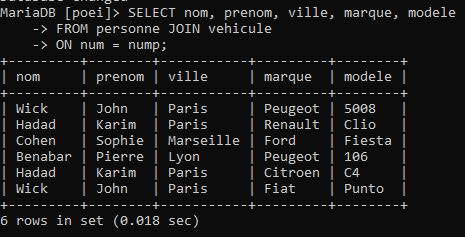 MariaDB [poei]> SELECT nom, prenom, ville, marque, modele
    -> FROM personne JOIN vehicule
    -> ON num = nump;
+---------+--------+-----------+---------+--------+
| nom     | prenom | ville     | marque  | modele |
+---------+--------+-----------+---------+--------+
| Wick    | John   | Paris     | Peugeot | 5008   |
| Hadad   | Karim  | Paris     | Renault | Clio   |
| Cohen   | Sophie | Marseille | Ford    | Fiesta |
| Benabar | Pierre | Lyon      | Peugeot | 106    |
| Hadad   | Karim  | Paris     | Citroen | C4     |
| Wick    | John   | Paris     | Fiat    | Punto  |
+---------+--------+-----------+---------+--------+
6 rows in set (0.018 sec)